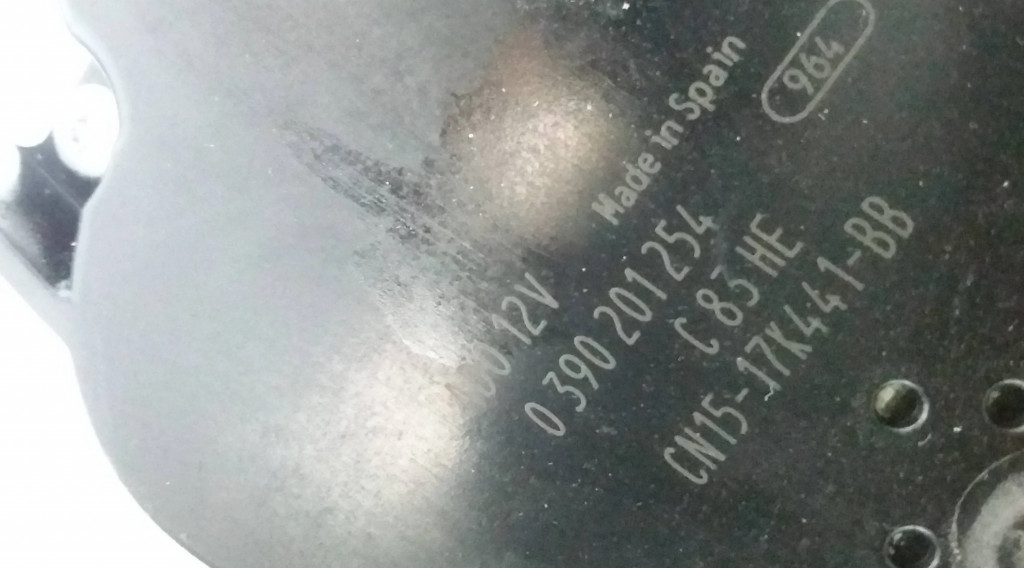 964
Made in Spain
12V
0 390 201 254
C 83 HE
CN15-17K441-BB